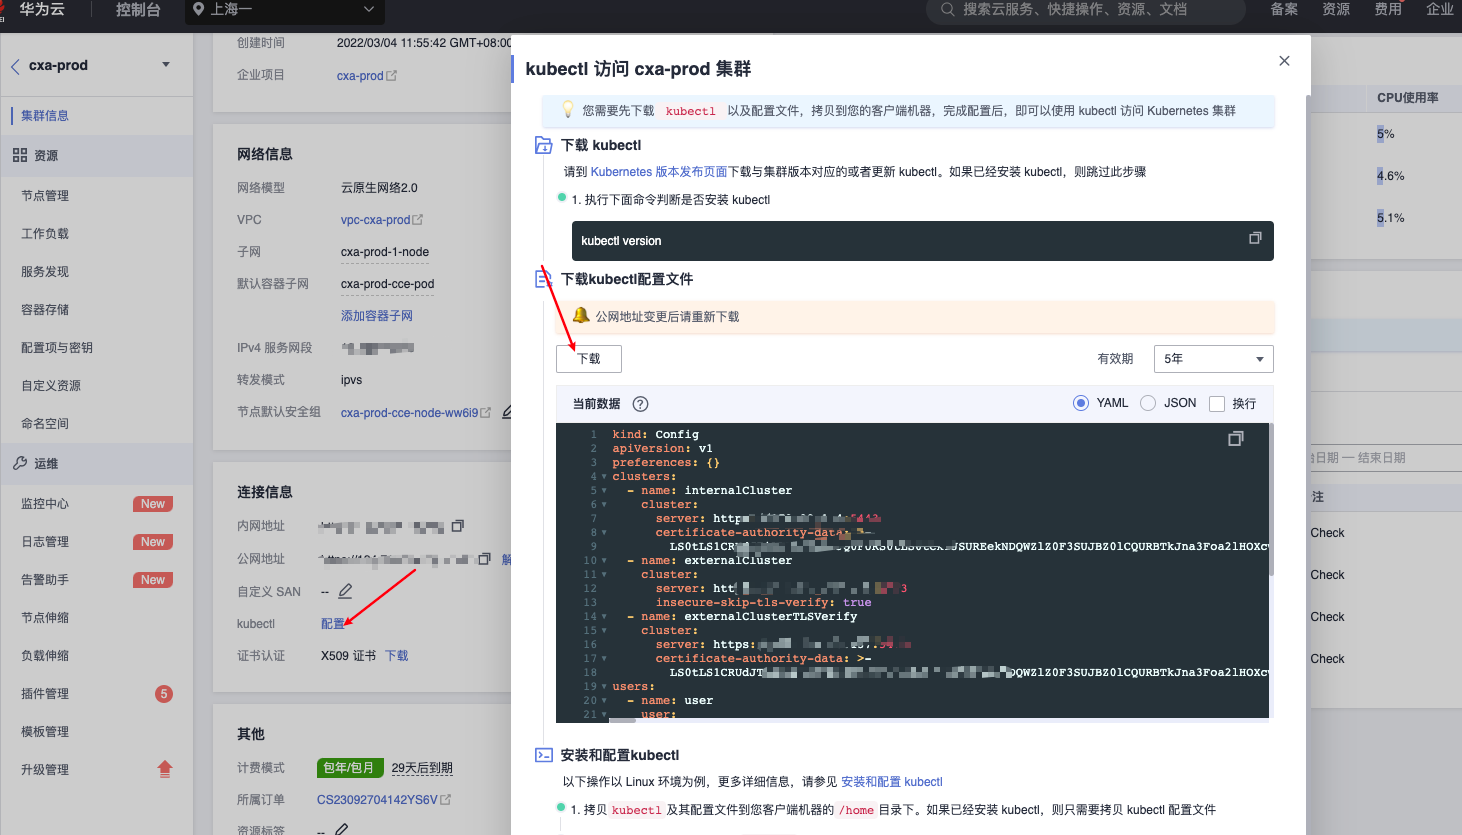 华为云
控制台
上海一
搜索云服务、快捷操作、资源、文档
备案
资源
费用
企业
cxa-prod
集群信息
资源
节点管理
工作负载
服务发现
容器存储
配置项与密钥
自定义资源
命名空间
运维
监控中心 New
日志管理 New
告警助手 New
节点伸缩
负载伸缩
插件管理 5
模板管理
升级管理
创建时间 2022/03/04 11:55:42 GMT+08:00
企业项目 cxa-prod
网络信息
网络模型 云原生网络2.0
VPC vpc-cxa-prod
子网 cxa-prod-1-node
默认容器子网 cxa-prod-cce-pod
添加容器子网
IPv4 服务网段
转发模式 ipvs
节点默认安全组 cxa-prod-cce-node-ww6i9
连接信息
内网地址
公网地址
自定义 SAN --
kubectl 配置
证书认证 X509 证书 下载
其他
计费模式 包年/包月 29天后到期
所属订单 CS23092704142YS6V
资源标签 --
kubectl 访问 cxa-prod 集群
您需要先下载 kubectl 以及配置文件，拷贝到您的客户端机器，完成配置后，即可以使用 kubectl 访问 Kubernetes 集群
下载 kubectl
请到 Kubernetes 版本发布页面下载与集群版本对应的或者更新 kubectl。如果已经安装 kubectl，则跳过此步骤
1. 执行下面命令判断是否安装 kubectl
kubectl version
下载kubectl配置文件
公网地址变更后请重新下载
下载
有效期 5年
当前数据 ?
YAML JSON 换行
1 kind: Config
2 apiVersion: v1
3 preferences: {}
4 clusters:
5 - name: internalCluster
6 cluster:
7 server: http
8 certificate-authority-data:
9 LS0tLS1CR
10 - name: externalCluster
11 cluster:
12 server: htt
13 insecure-skip-tls-verify: true
14 - name: externalClusterTLSVerify
15 cluster:
16 server: https:
17 certificate-authority-data: >-
18 LS0tLS1CRUdJT
19 users:
20 - name: user
21 user:
安装和配置kubectl
以下操作以 Linux 环境为例，更多详细信息，请参见 安装和配置 kubectl
1. 拷贝 kubectl 及其配置文件到您客户端机器的 /home 目录下。如果已经安装 kubectl，则只需要拷贝 kubectl 配置文件
CPU使用率
5%
4.6%
5.1%
日期 — 结束日期
注
Check
Check
Check
Check